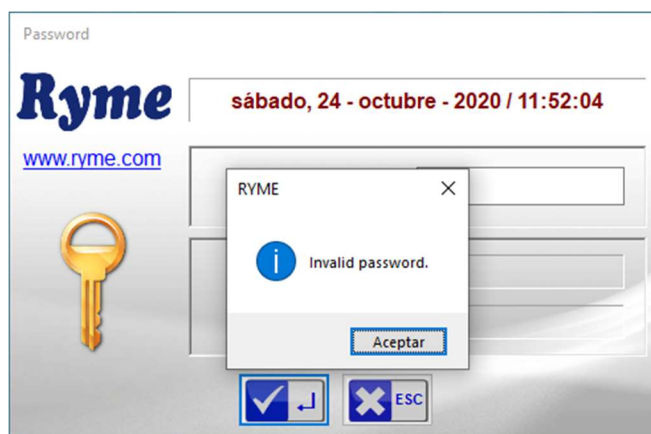 Password
Ryme
sábado, 24 - octubre - 2020 / 11:52:04
www.ryme.com
RYME
Invalid password.
Aceptar
ESC